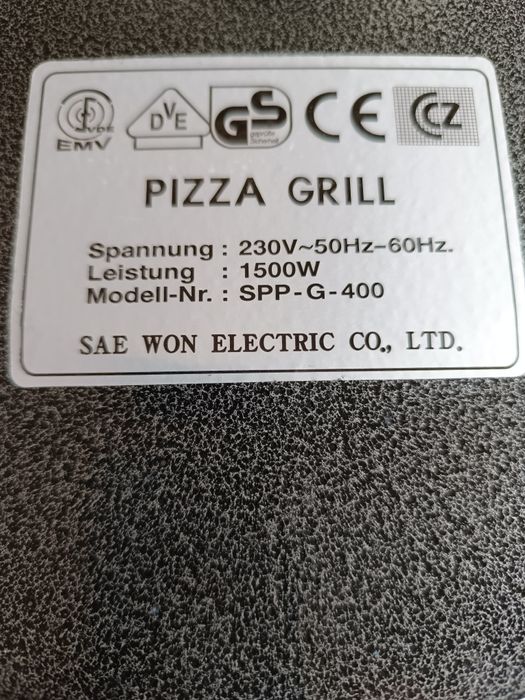 VDE
EMV
DVE
GS
geprüfte
Sicherheit
CE
CCZ
PIZZA GRILL
Spannung : 230V~50Hz-60Hz.
Leistung : 1500W
Modell-Nr. : SPP-G-400
SAE WON ELECTRIC CO., LTD.